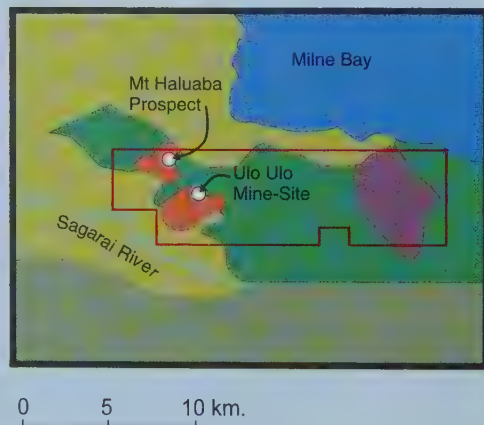 Milne Bay
Mt Haluaba
Prospect
Ulo Ulo
Mine-Site
Sagarai River
0 5 10 km.